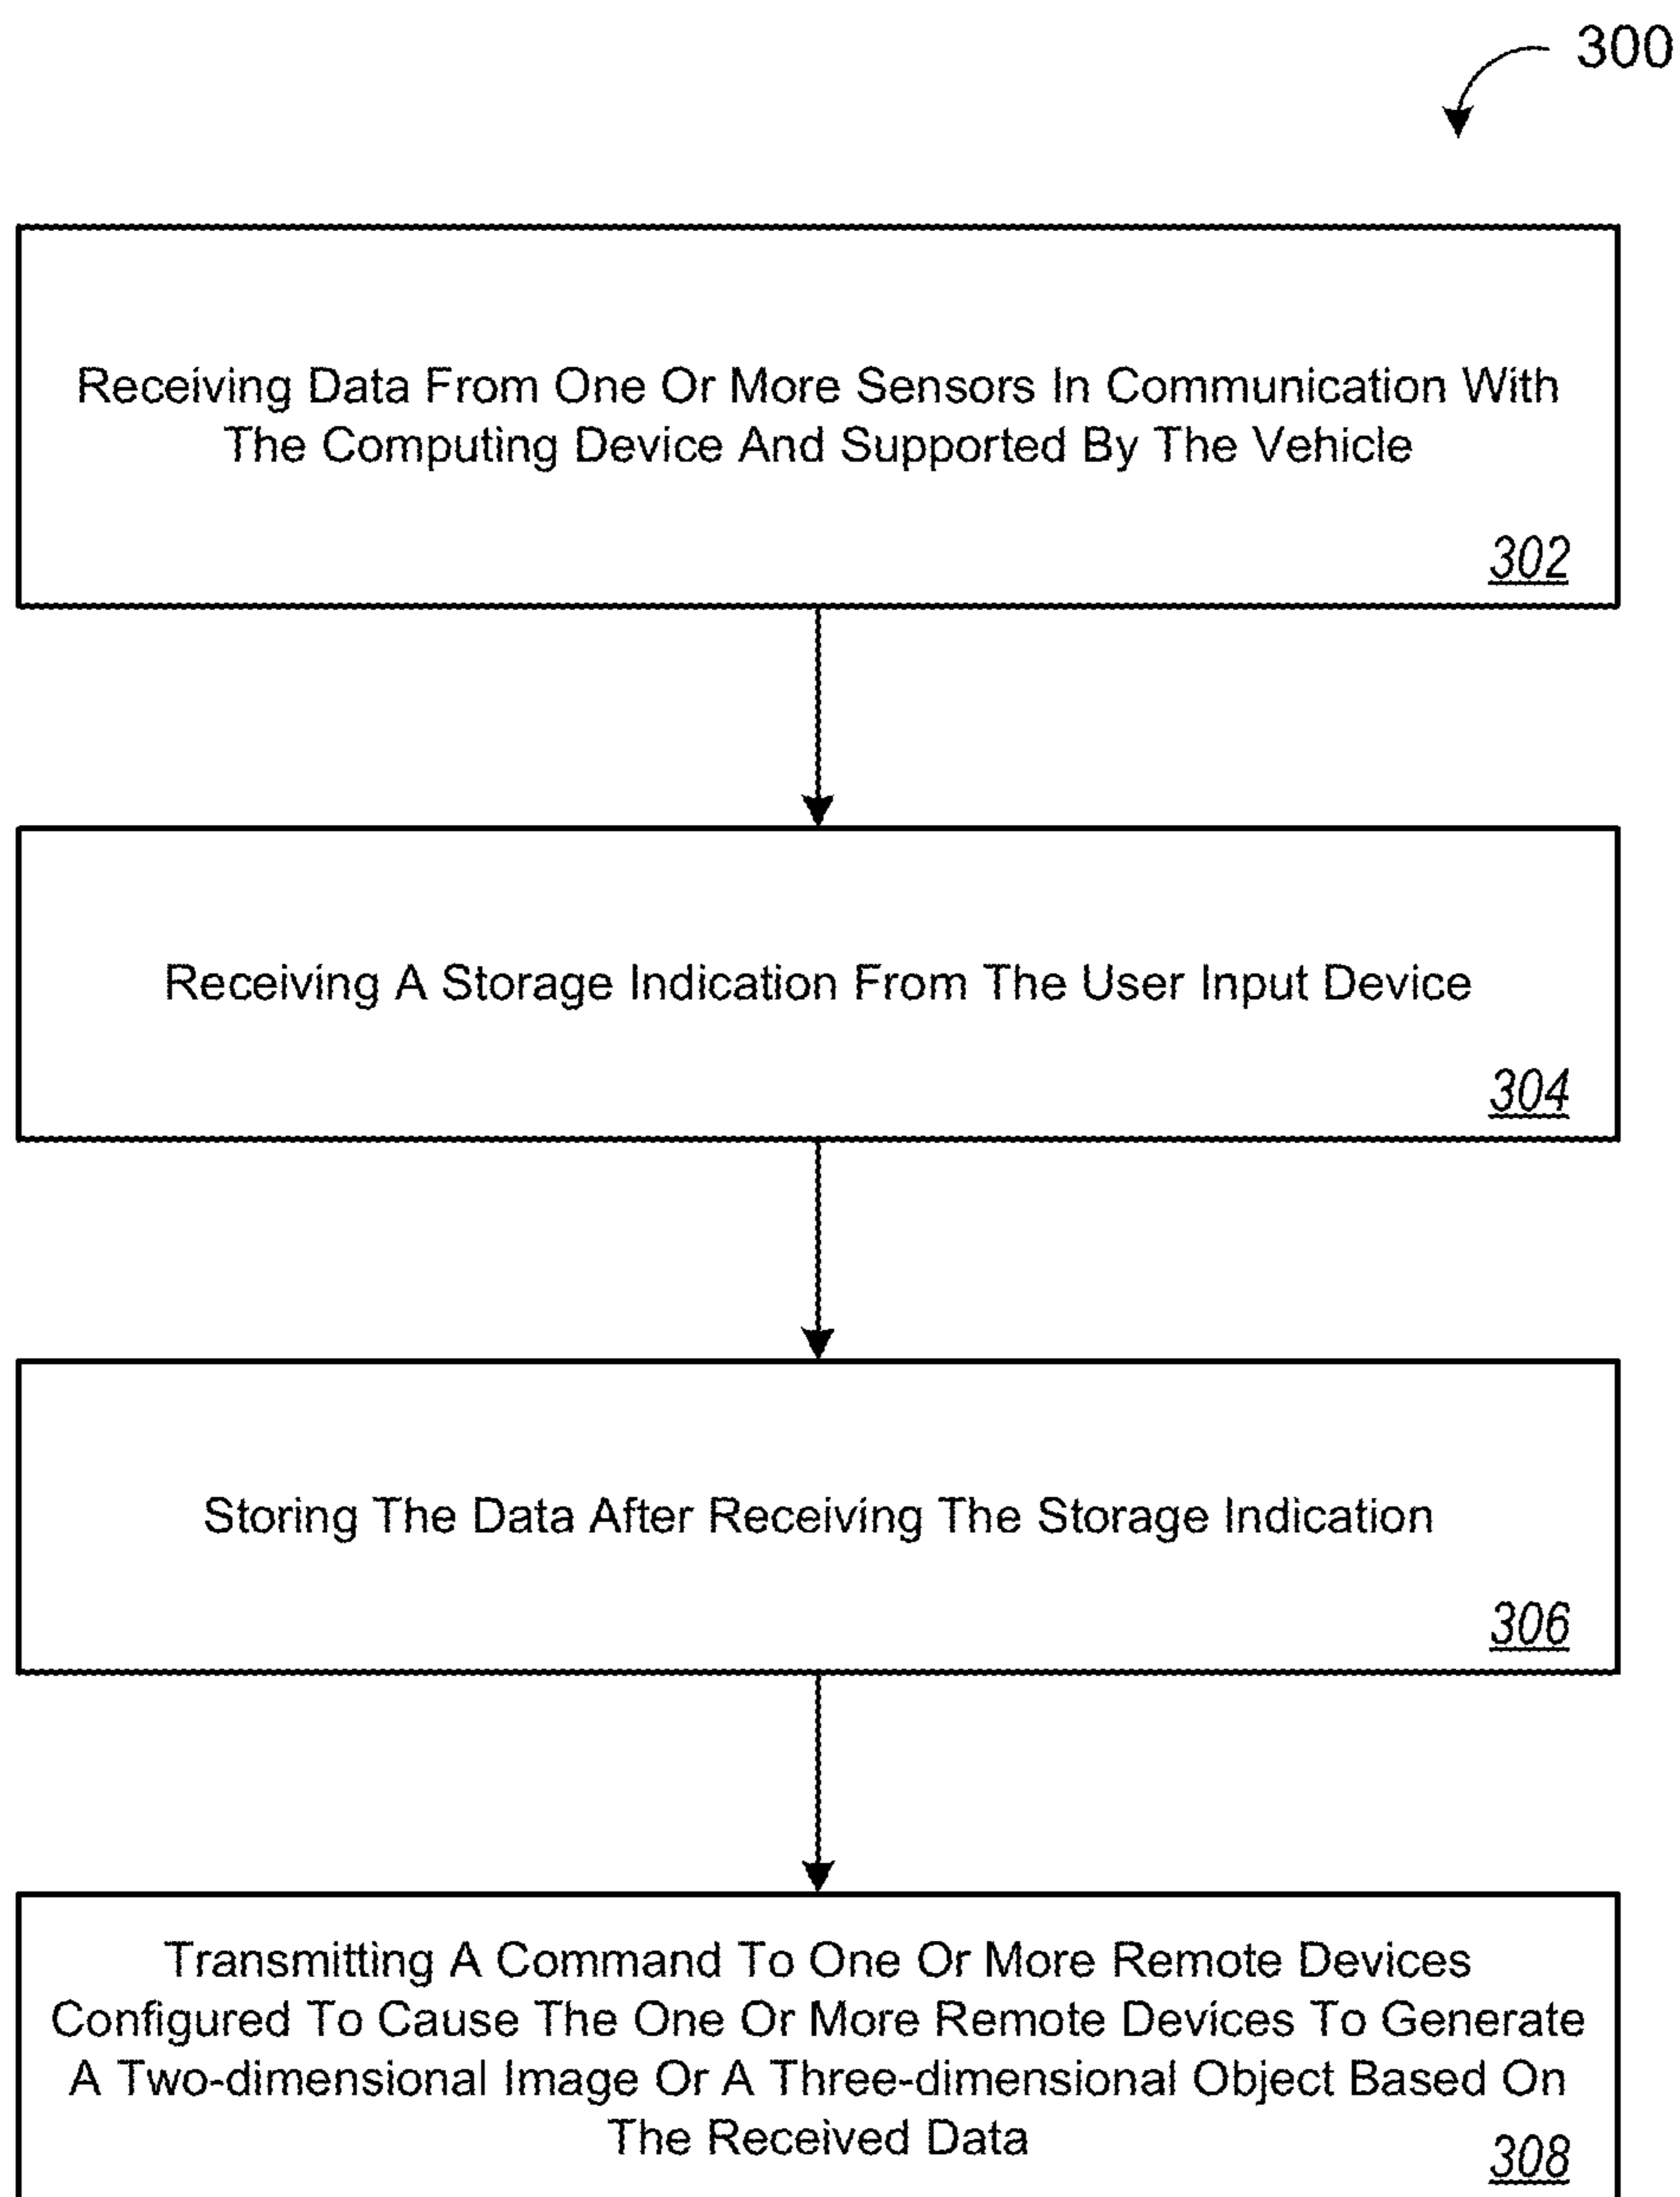 300
Receiving Data From One Or More Sensors In Communication With
The Computing Device And Supported By The Vehicle
302
Receiving A Storage Indication From The User Input Device
304
Storing The Data After Receiving The Storage Indication
306
Transmitting A Command To One Or More Remote Devices
Configured To Cause The One Or More Remote Devices To Generate
A Two-dimensional Image Or A Three-dimensional Object Based On
The Received Data
308